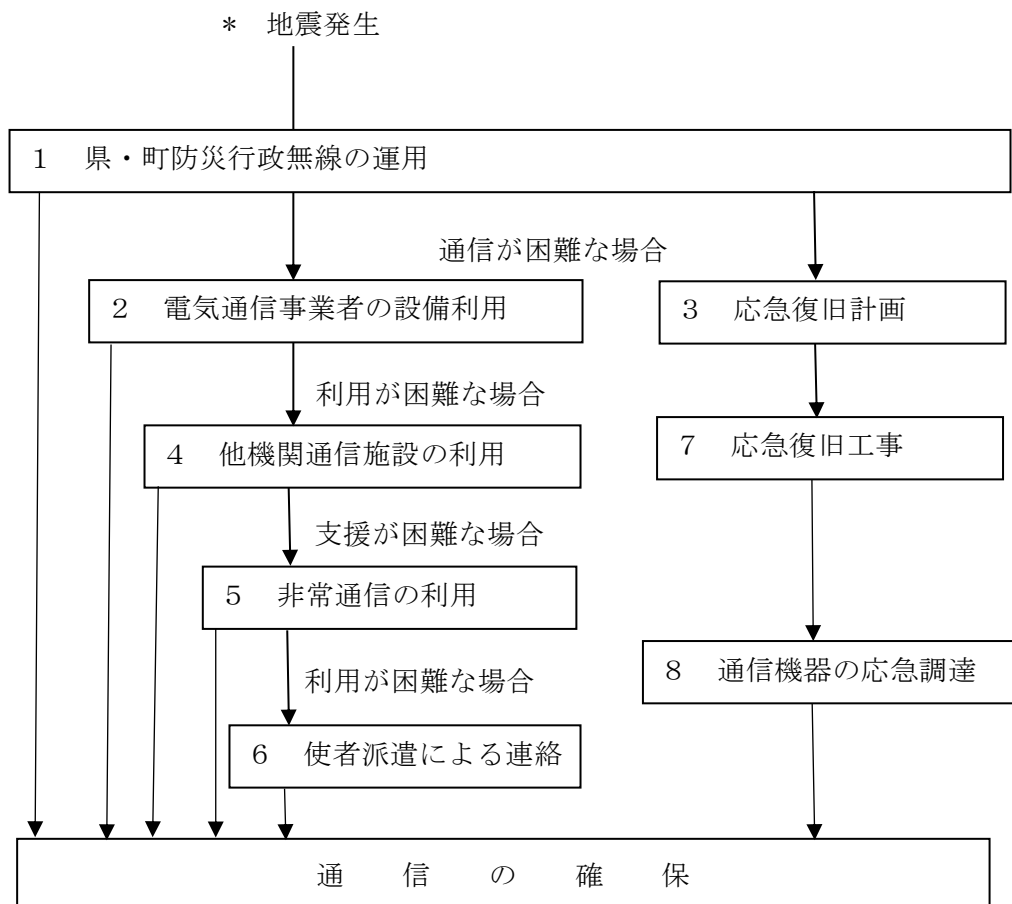 * 地震発生
1 県・町防災行政無線の運用
通信が困難な場合
2 電気通信事業者の設備利用
3 応急復旧計画
利用が困難な場合
4 他機関通信施設の利用
7 応急復旧工事
支援が困難な場合
5 非常通信の利用
利用が困難な場合
8 通信機器の応急調達
6 使者派遣による連絡
通 信 の 確 保